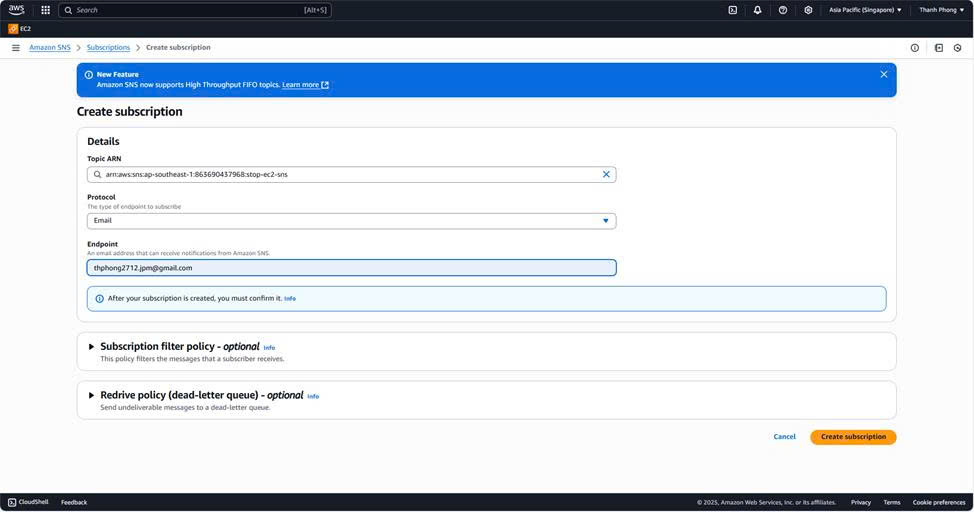 aws
Search [Alt+S] Asia Pacific (Singapore) Thanh Phong
EC2
Amazon SNS > Subscriptions > Create subscription
New Feature
Amazon SNS now supports High Throughput FIFO topics. Learn more
Create subscription
Details
Topic ARN
arn:aws:sns:ap-southeast-1:863690437968:stop-ec2-sns
Protocol
The type of endpoint to subscribe
Email
Endpoint
An email address that can receive notifications from Amazon SNS.
thphong2712.jpm@gmail.com
After your subscription is created, you must confirm it. Info
Subscription filter policy - optional Info
This policy filters the messages that a subscriber receives.
Redrive policy (dead-letter queue) - optional Info
Send undeliverable messages to a dead-letter queue.
Cancel Create subscription
CloudShell Feedback © 2025, Amazon Web Services, Inc. or its affiliates. Privacy Terms Cookie preferences